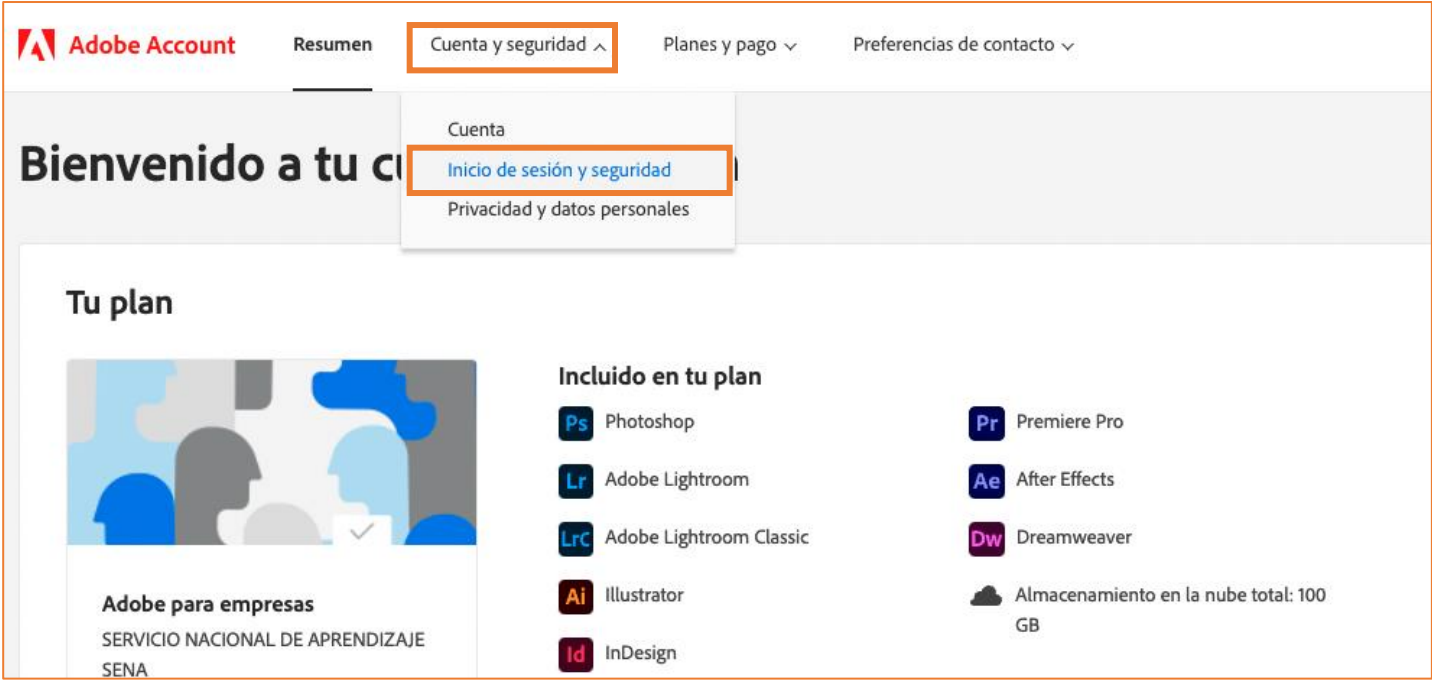 Adobe Account Resumen Cuenta y seguridad Planes y pago Preferencias de contacto
Cuenta
Bienvenido a tu
Inicio de sesión y seguridad
Privacidad y datos personales
Tu plan
Incluido en tu plan
Ps Photoshop
Pr Premiere Pro
Lr Adobe Lightroom
Ae After Effects
LrC Adobe Lightroom Classic
Dw Dreamweaver
Ai Illustrator
Almacenamiento en la nube total: 100
GB
Id InDesign
Adobe para empresas
SERVICIO NACIONAL DE APRENDIZAJE
SENA